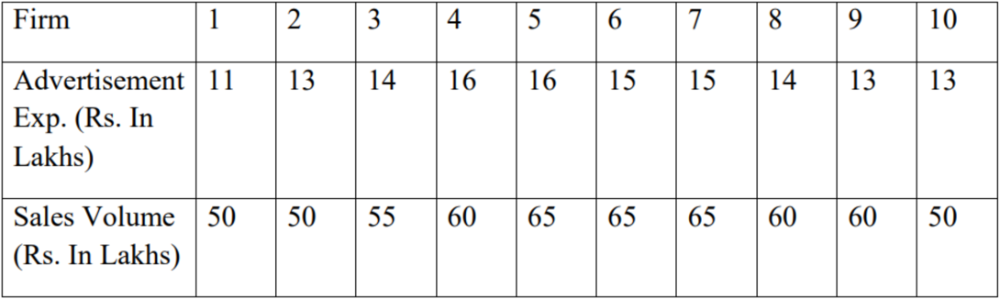 Firm 1 2 3 4 5 6 7 8 9 10
Advertisement 11 13 14 16 16 15 15 14 13 13
Exp. (Rs. In
Lakhs)
Sales Volume 50 50 55 60 65 65 65 60 60 50
(Rs. In Lakhs)